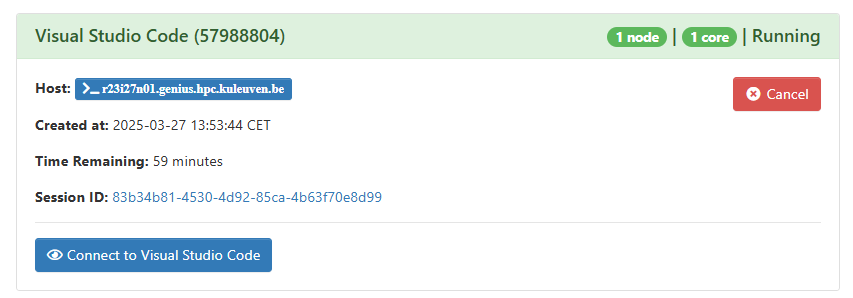 Visual Studio Code (57988804) 1 node | 1 core | Running
Host: >_ r23i27n01.genius.hpc.kuleuven.be Cancel
Created at: 2025-03-27 13:53:44 CET
Time Remaining: 59 minutes
Session ID: 83b34b81-4530-4d92-85ca-4b63f70e8d99
Connect to Visual Studio Code